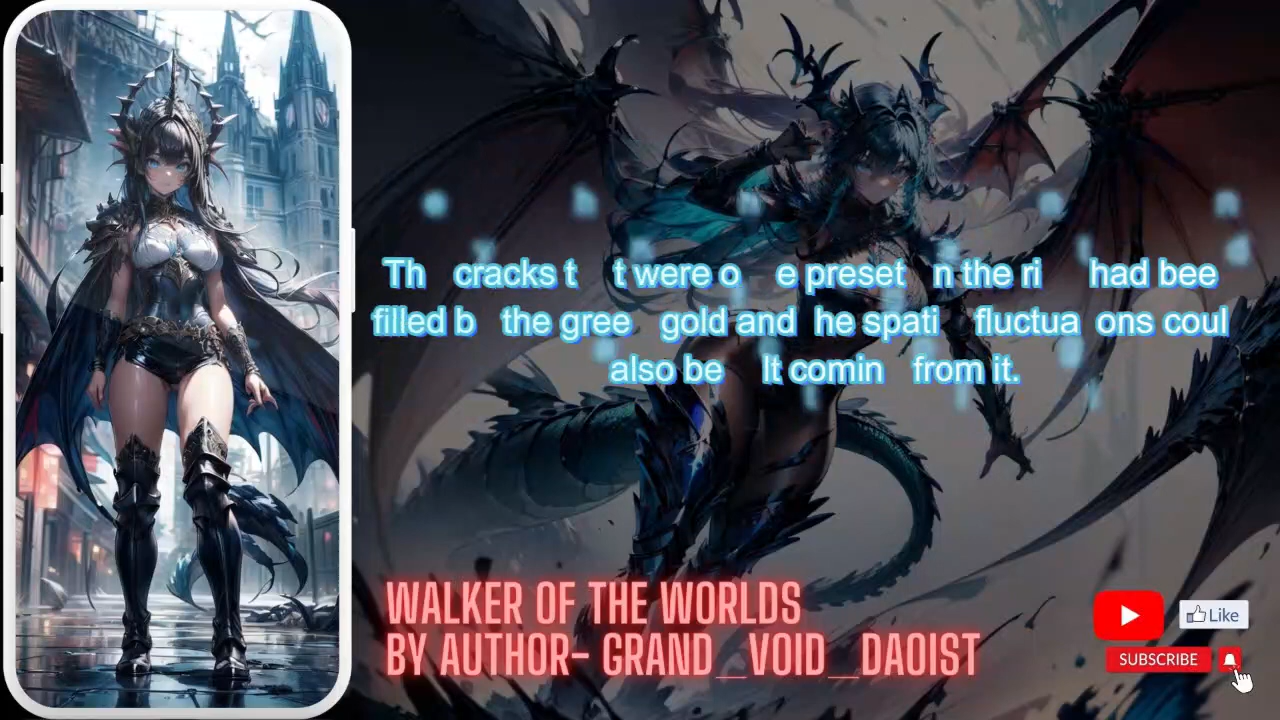 Th cracks t t were o e preset n the ri had bee
filled b the gree gold and he spati fluctua ons coul
also be lt comin from it.
WALKER OF THE WORLDS
BY AUTHOR- GRAND_VOID_DAOIST
Like
SUBSCRIBE